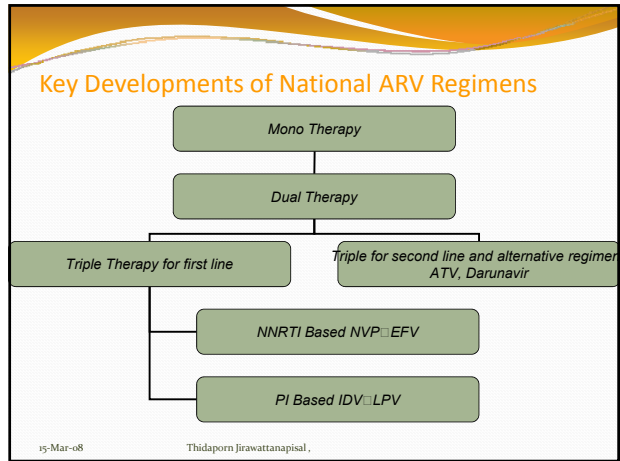 Key Developments of National ARV Regimens
Mono Therapy
Dual Therapy
Triple Therapy for first line
Triple for second line and alternative regimen
ATV, Darunavir
NNRTI Based NVP□EFV
PI Based IDV□LPV
15-Mar-08
Thidaporn Jirawattanapisal ,